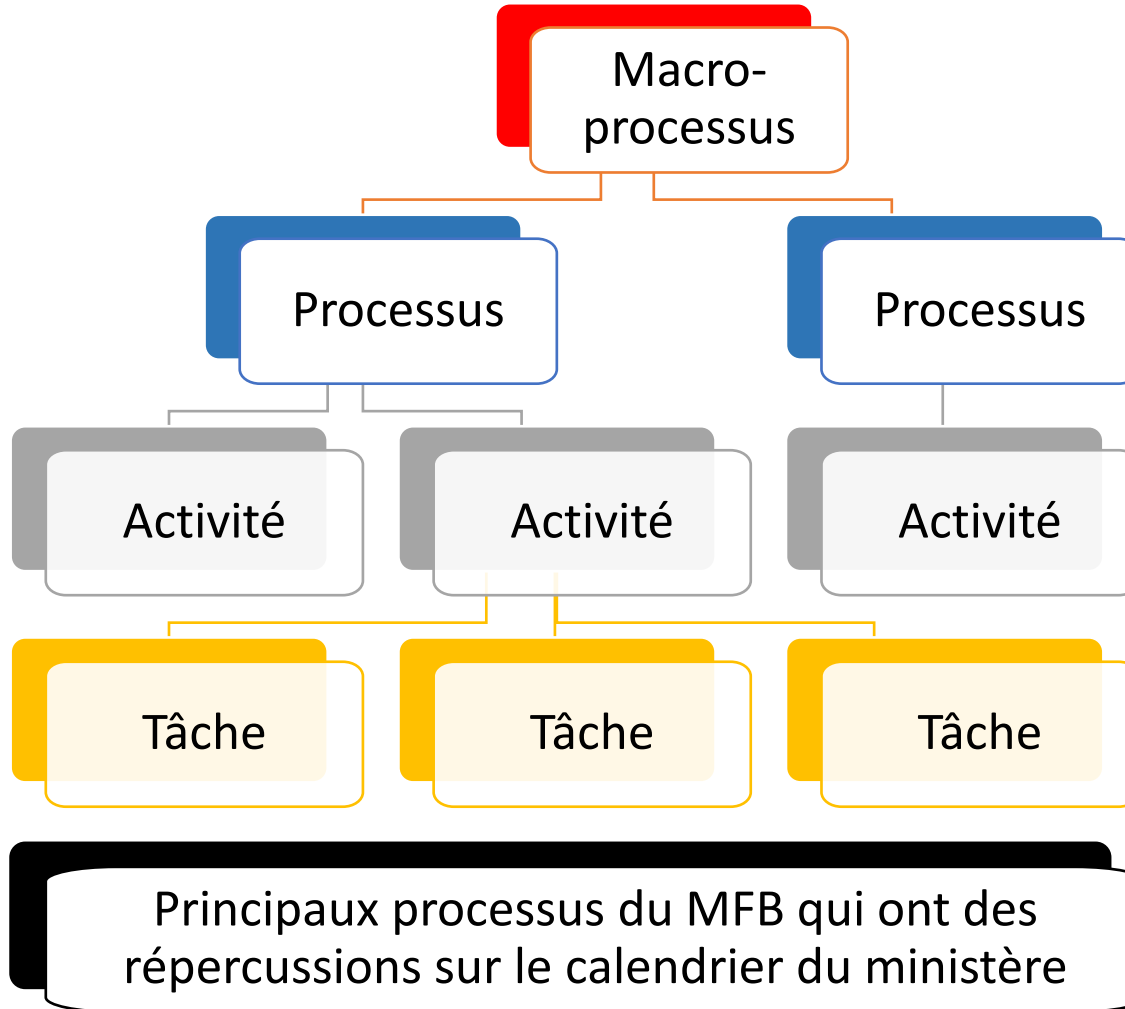 Macro-
processus
Processus
Processus
Activité
Activité
Activité
Tâche
Tâche
Tâche
Principaux processus du MFB qui ont des
répercussions sur le calendrier du ministère